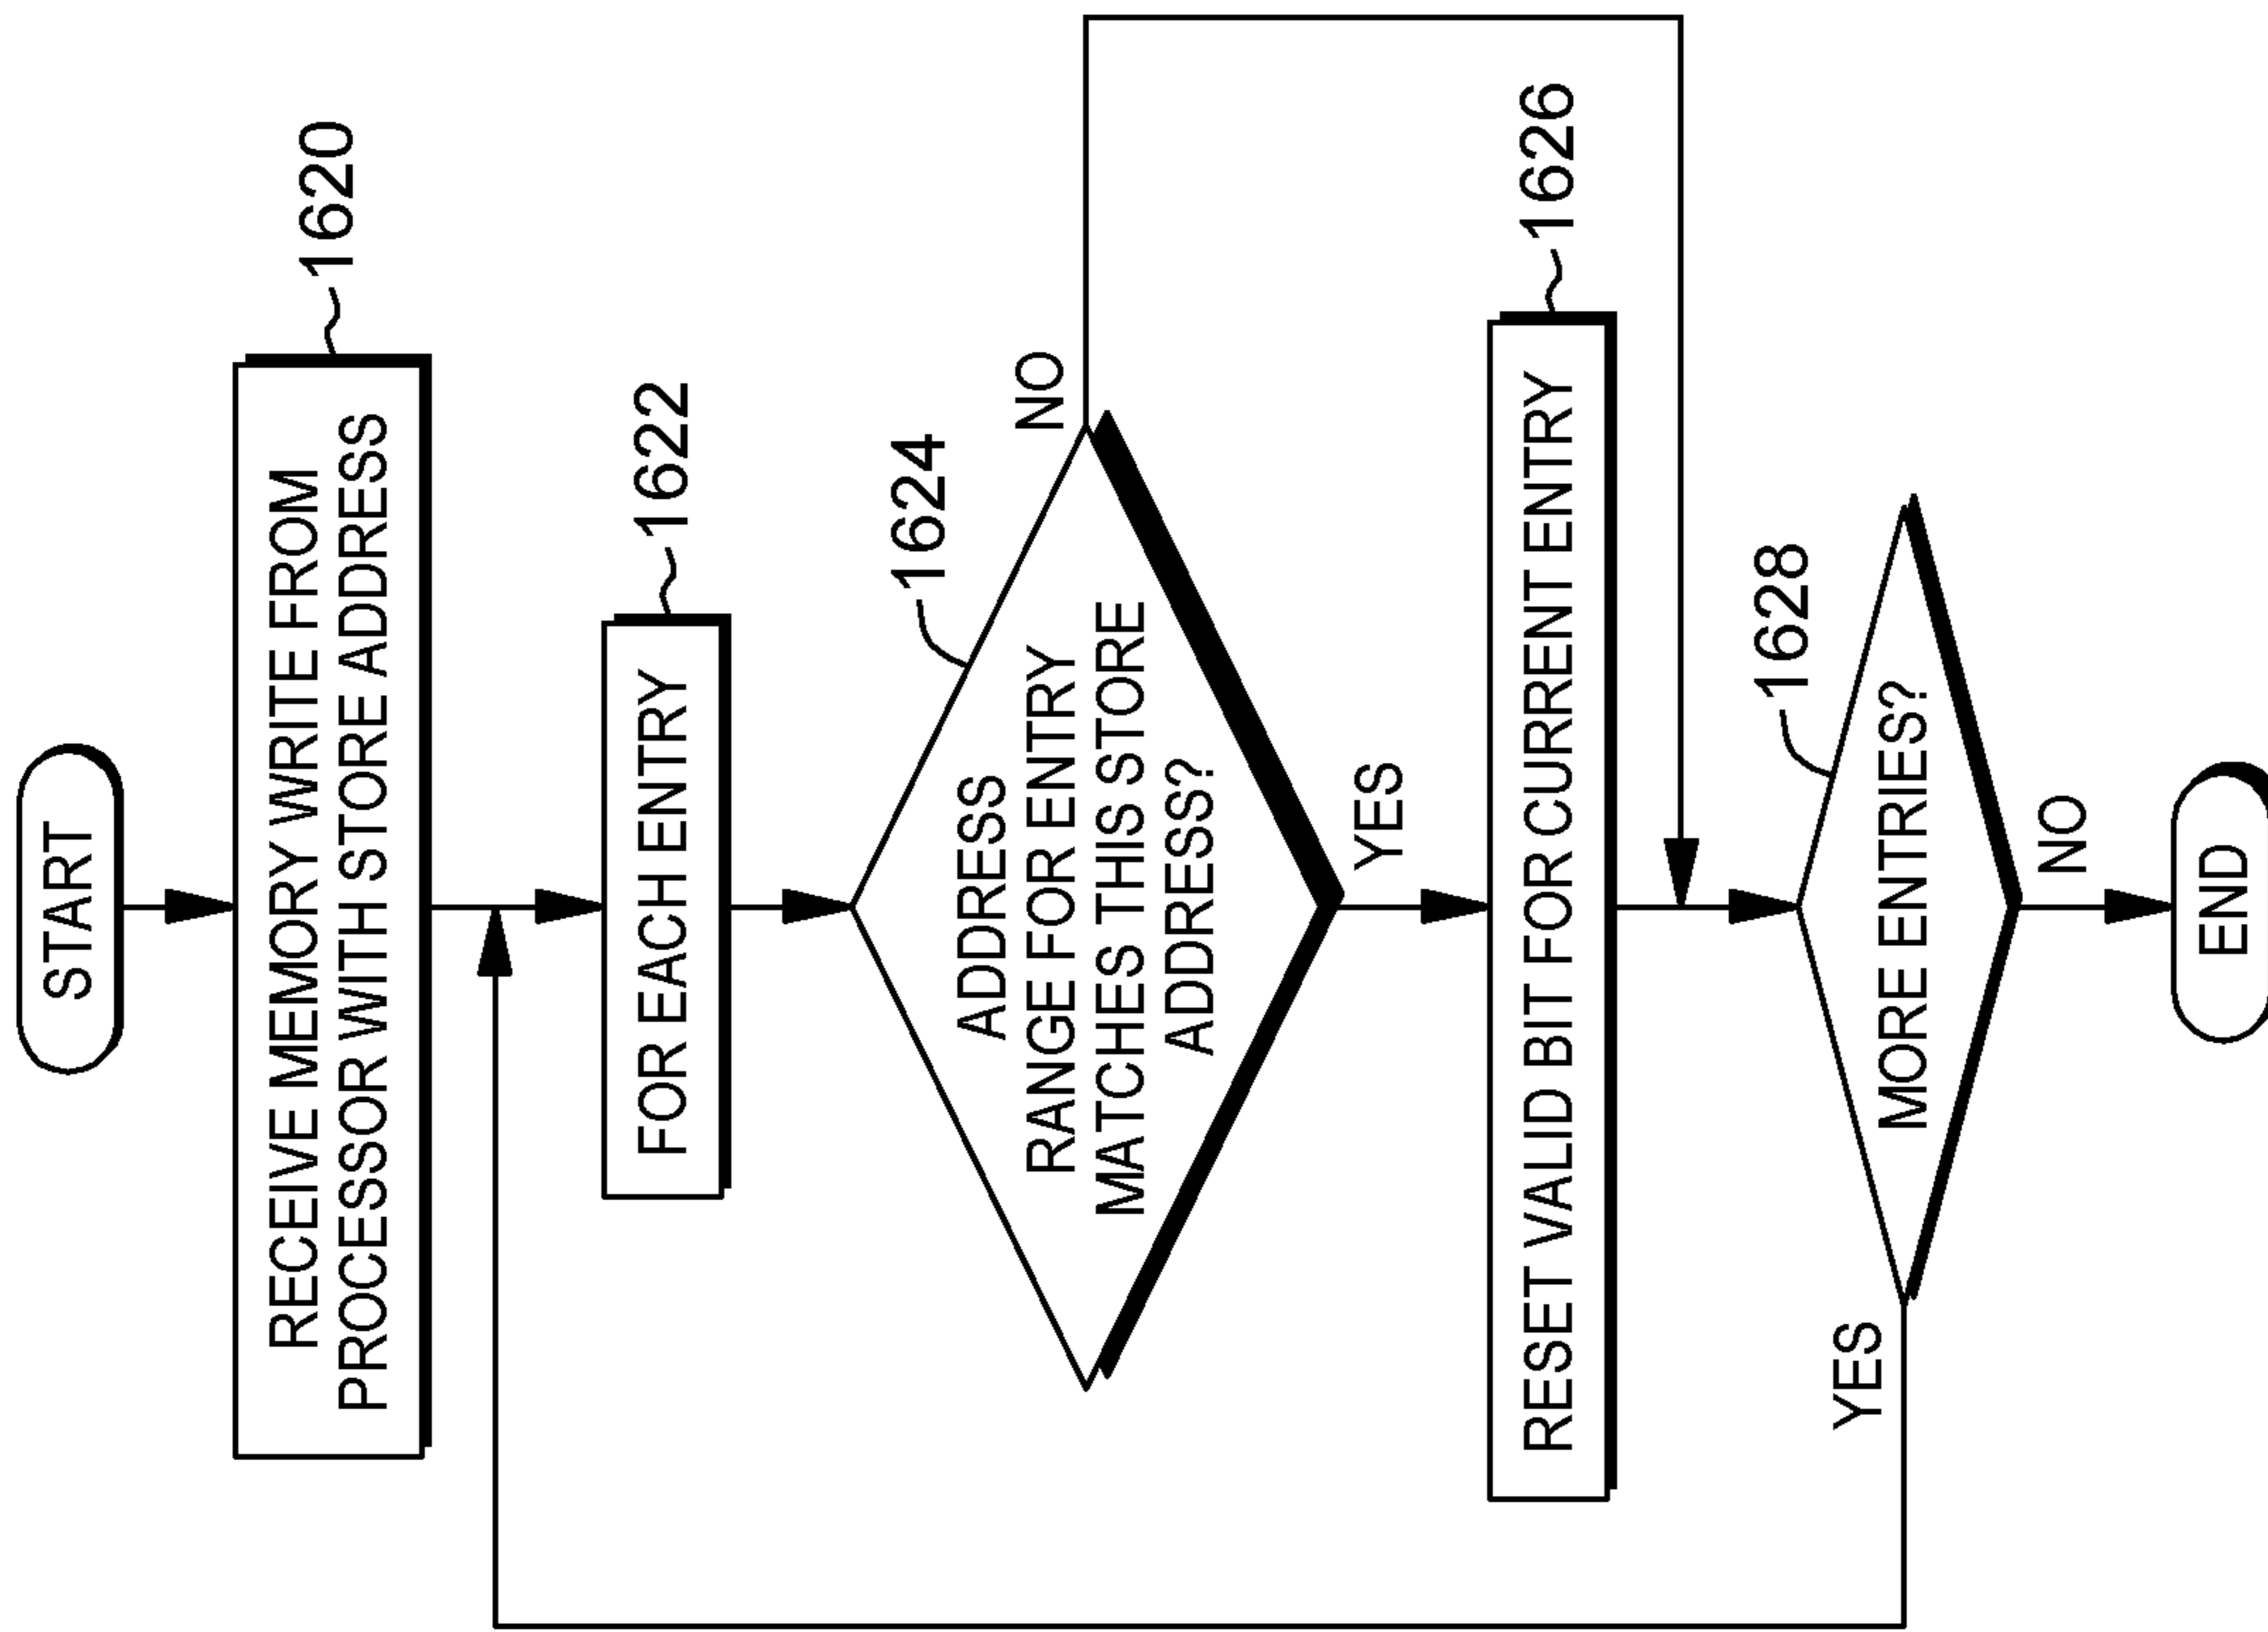 START
RECEIVE MEMORY WRITE FROM
PROCESSOR WITH STORE ADDRESS
1620
FOR EACH ENTRY
1622
1624
ADDRESS
RANGE FOR ENTRY
MATCHES THIS STORE
ADDRESS?
NO
YES
RESET VALID BIT FOR CURRENT ENTRY
1626
1628
MORE ENTRIES?
YES
NO
END